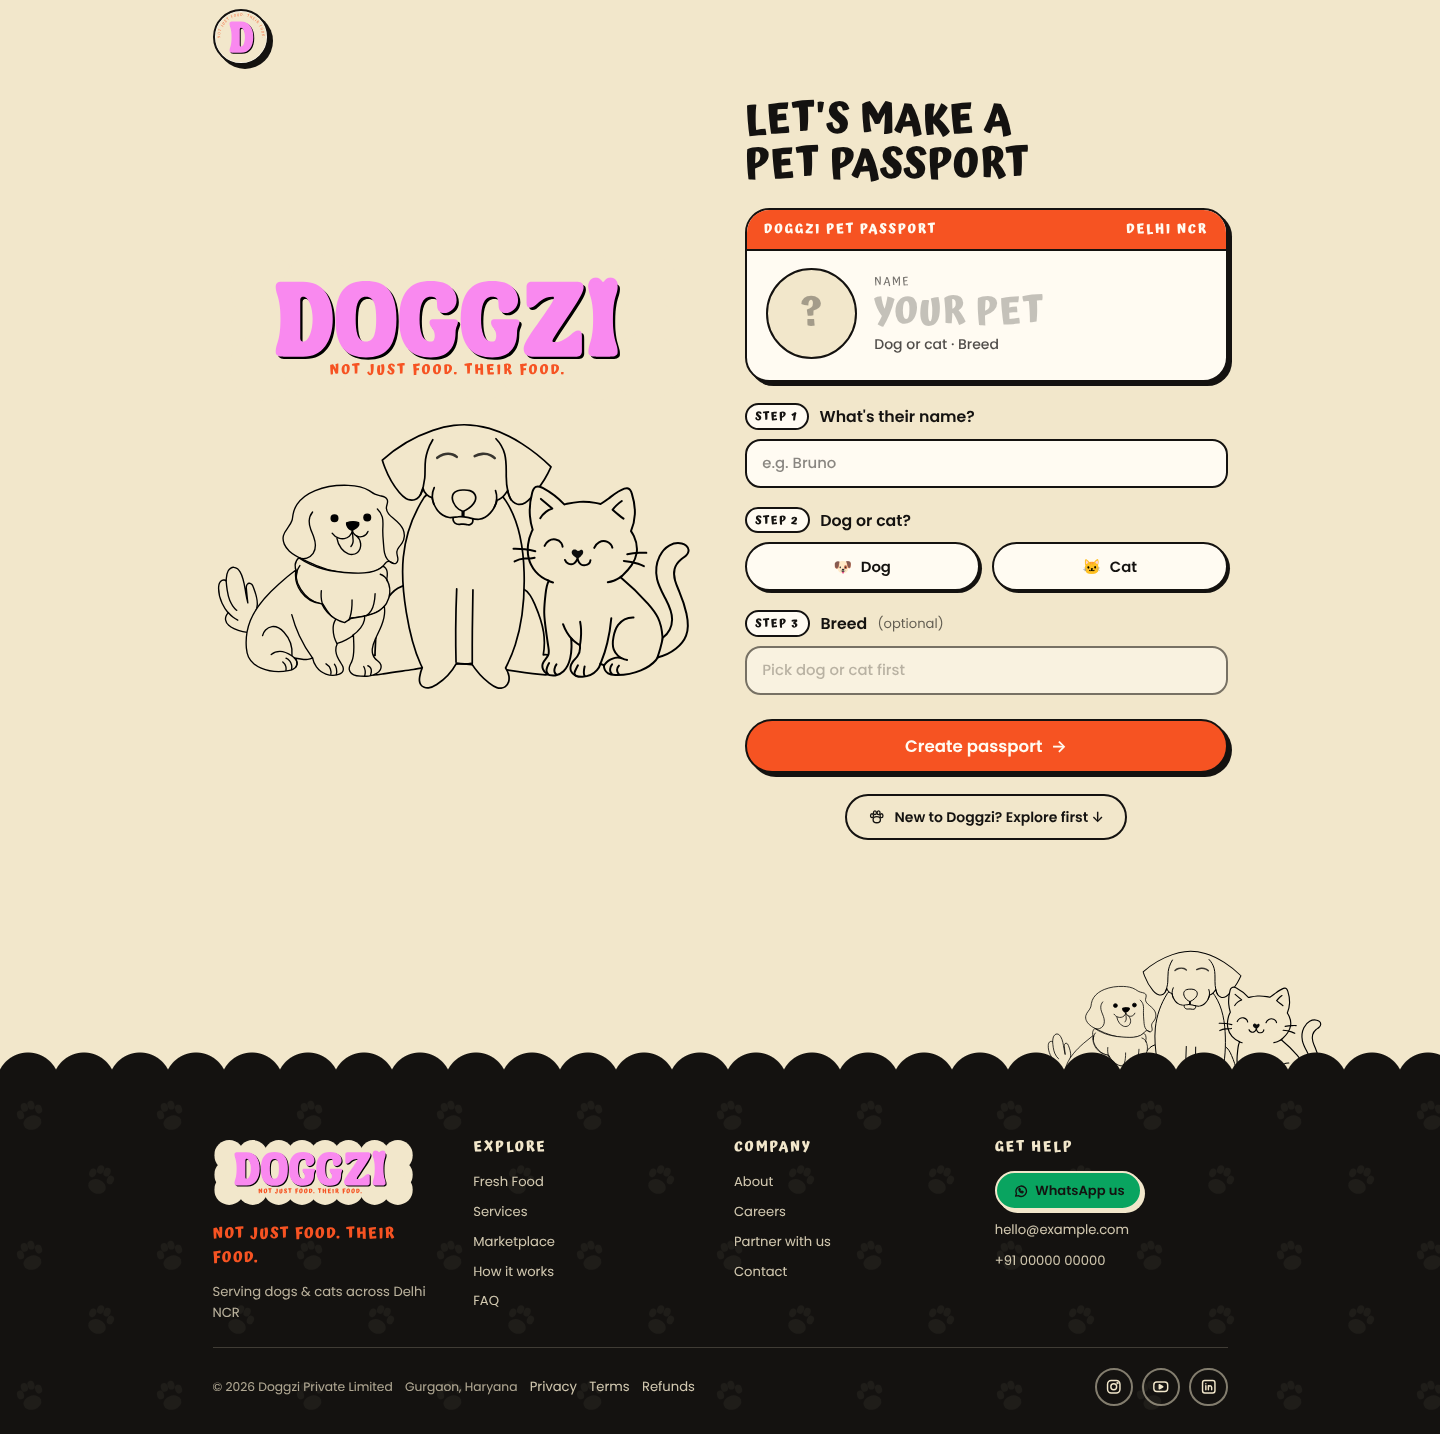 D
LET'S MAKE A
PET PASSPORT
DOGGZI
NOT JUST FOOD. THEIR FOOD.
DOGGZI PET PASSPORT
DELHI NCR
?
NAME
YOUR PET
Dog or cat · Breed
STEP 1 What's their name?
e.g. Bruno
STEP 2 Dog or cat?
🐶 Dog
🐱 Cat
STEP 3 Breed (optional)
Pick dog or cat first
Create passport →
New to Doggzi? Explore first ↓
DOGGZI
NOT JUST FOOD. THEIR FOOD.
NOT JUST FOOD. THEIR
FOOD.
Serving dogs & cats across Delhi
NCR
EXPLORE
Fresh Food
Services
Marketplace
How it works
FAQ
COMPANY
About
Careers
Partner with us
Contact
GET HELP
WhatsApp us
hello@example.com
+91 00000 00000
© 2026 Doggzi Private Limited Gurgaon, Haryana Privacy Terms Refunds